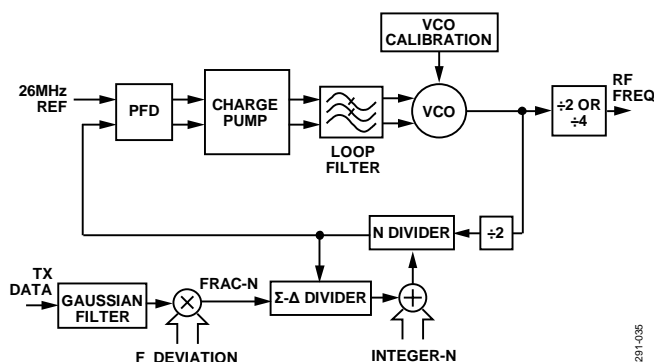 VCO
CALIBRATION
26MHz
REF
PFD
CHARGE
PUMP
LOOP
FILTER
VCO
÷2 OR
÷4
RF
FREQ
N DIVIDER
÷2
TX
DATA
GAUSSIAN
FILTER
×
FRAC-N
Σ-Δ DIVIDER
+
F_DEVIATION
INTEGER-N
291-035